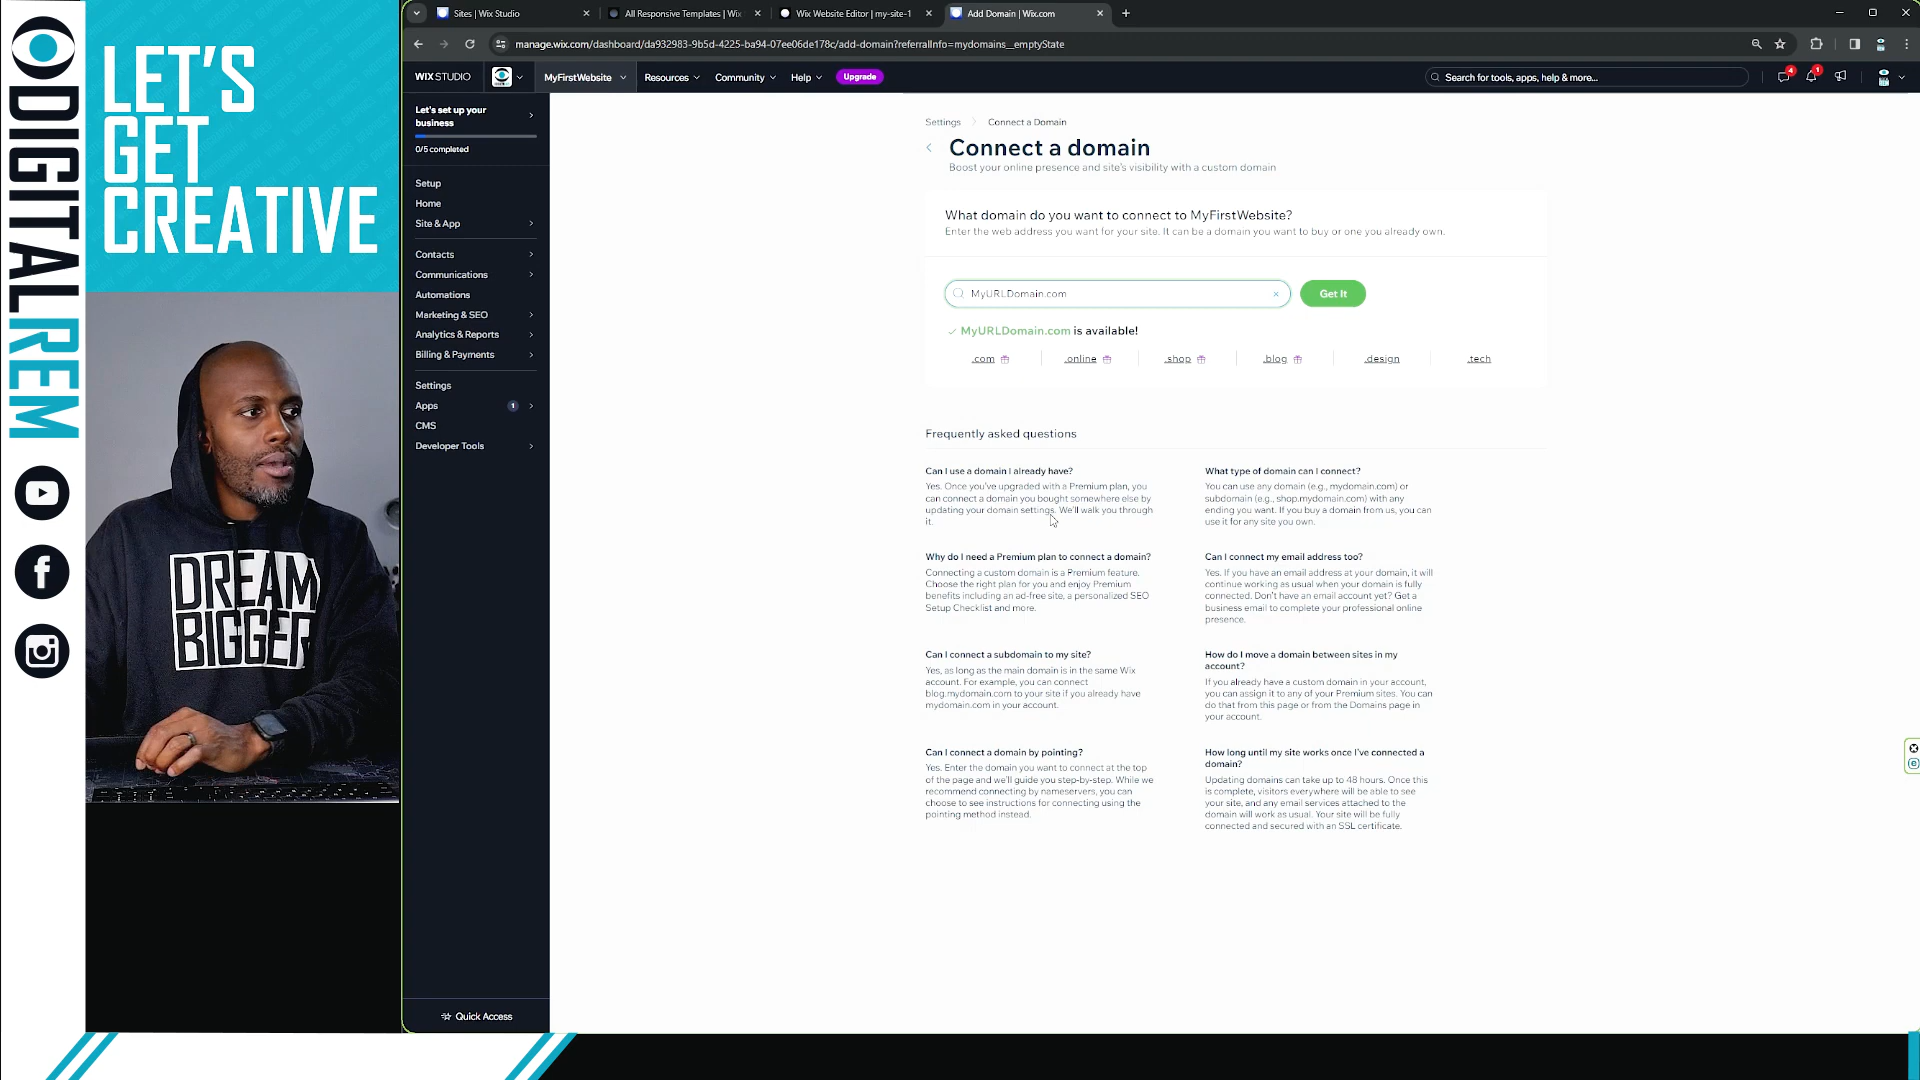 DIGITALREM
LET'S
GET
CREATIVE
DREAM
BIGGER
Sites | Wix Studio
All Responsive Templates | Wix
Wix Website Editor | my-site-1
Add Domain | Wix.com
manage.wix.com/dashboard/da932983-9b5d-4225-ba94-07ee06de178c/add-domain?referralInfo=mydomains__emptyState
WIX STUDIO
MyFirstWebsite
Resources
Community
Help
Upgrade
Search for tools, apps, help & more...
4
1
Let's set up your
business
0/5 completed
Setup
Home
Site & App
Contacts
Communications
Automations
Marketing & SEO
Analytics & Reports
Billing & Payments
Settings
Apps 1
CMS
Developer Tools
Quick Access
Settings > Connect a Domain
Connect a domain
Boost your online presence and site's visibility with a custom domain
What domain do you want to connect to MyFirstWebsite?
Enter the web address you want for your site. It can be a domain you want to buy or one you already own.
MyURLDomain.com
Get It
MyURLDomain.com is available!
.com .online .shop .blog .design .tech
Frequently asked questions
Can I use a domain I already have?
Yes. Once you've upgraded with a Premium plan, you
can connect a domain you bought somewhere else by
updating your domain settings. We'll walk you through
it.
What type of domain can I connect?
You can use any domain (e.g., mydomain.com) or
subdomain (e.g., shop.mydomain.com) with any
ending you want. If you buy a domain from us, you can
use it for any site you own.
Why do I need a Premium plan to connect a domain?
Connecting a custom domain is a Premium feature.
Choose the right plan for you and enjoy Premium
benefits including an ad-free site, a personalized SEO
Setup Checklist and more.
Can I connect my email address too?
Yes. If you have an email address at your domain, it will
continue working as usual when your domain is fully
connected. Don't have an email account yet? Get a
business email to complete your professional online
presence.
Can I connect a subdomain to my site?
Yes, as long as the main domain is in the same Wix
account. For example, you can connect
blog.mydomain.com to your site if you already have
mydomain.com in your account.
How do I move a domain between sites in my
account?
If you already have a custom domain in your account,
you can assign it to any of your Premium sites. You can
do that from this page or from the Domains page in
your account.
Can I connect a domain by pointing?
Yes. Enter the domain you want to connect at the top
of the page and we'll guide you step-by-step. While we
recommend connecting by nameservers, you can
choose to see instructions for connecting using the
pointing method instead.
How long until my site works once I've connected a
domain?
Updating domains can take up to 48 hours. Once this
is complete, visitors everywhere will be able to see
your site, and any email services attached to the
domain will work as usual. Your site will be fully
connected and secured with an SSL certificate.